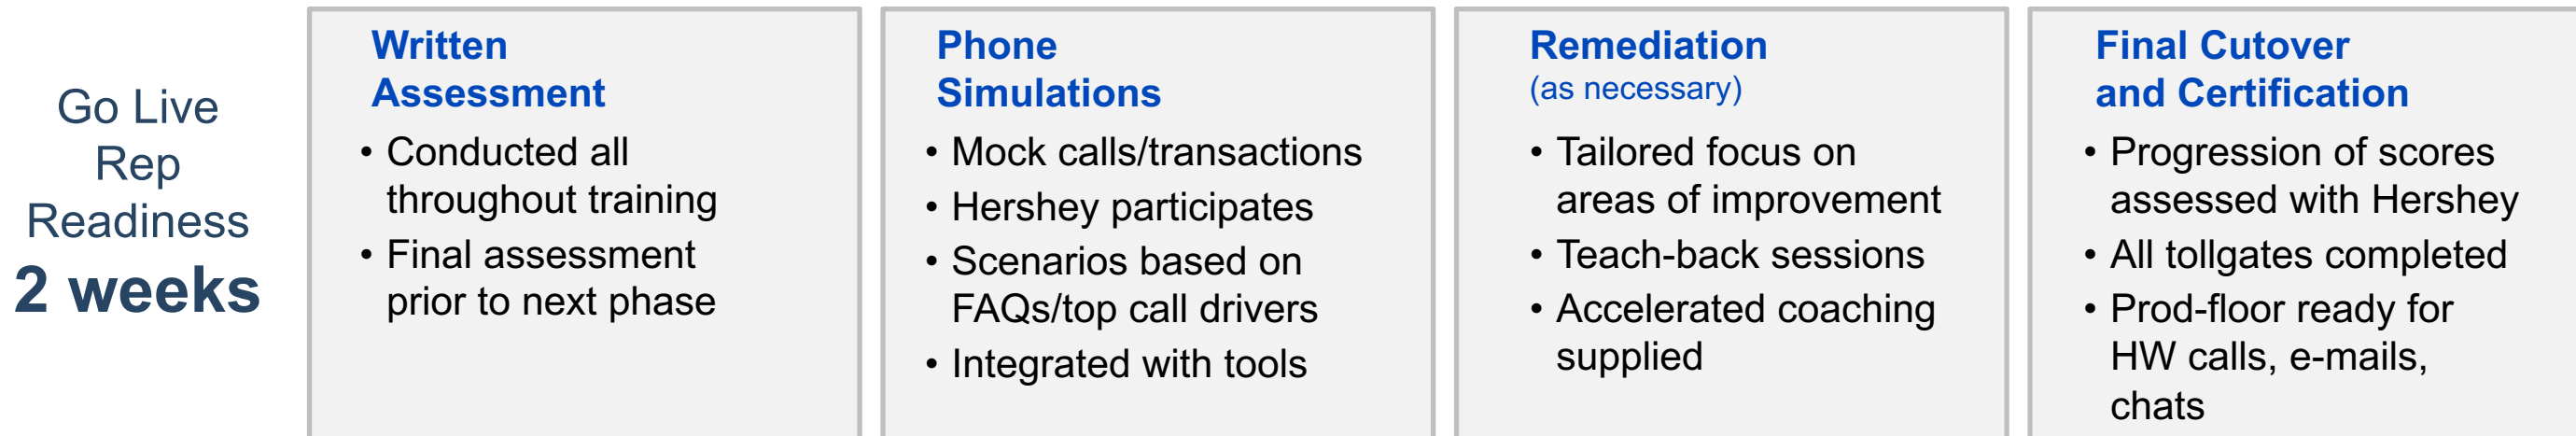 Go Live
Rep
Readiness
2 weeks
Written
Assessment
• Conducted all
throughout training
• Final assessment
prior to next phase
Phone
Simulations
• Mock calls/transactions
• Hershey participates
• Scenarios based on
FAQs/top call drivers
• Integrated with tools
Remediation
(as necessary)
• Tailored focus on
areas of improvement
• Teach-back sessions
• Accelerated coaching
supplied
Final Cutover
and Certification
• Progression of scores
assessed with Hershey
• All tollgates completed
• Prod-floor ready for
HW calls, e-mails,
chats